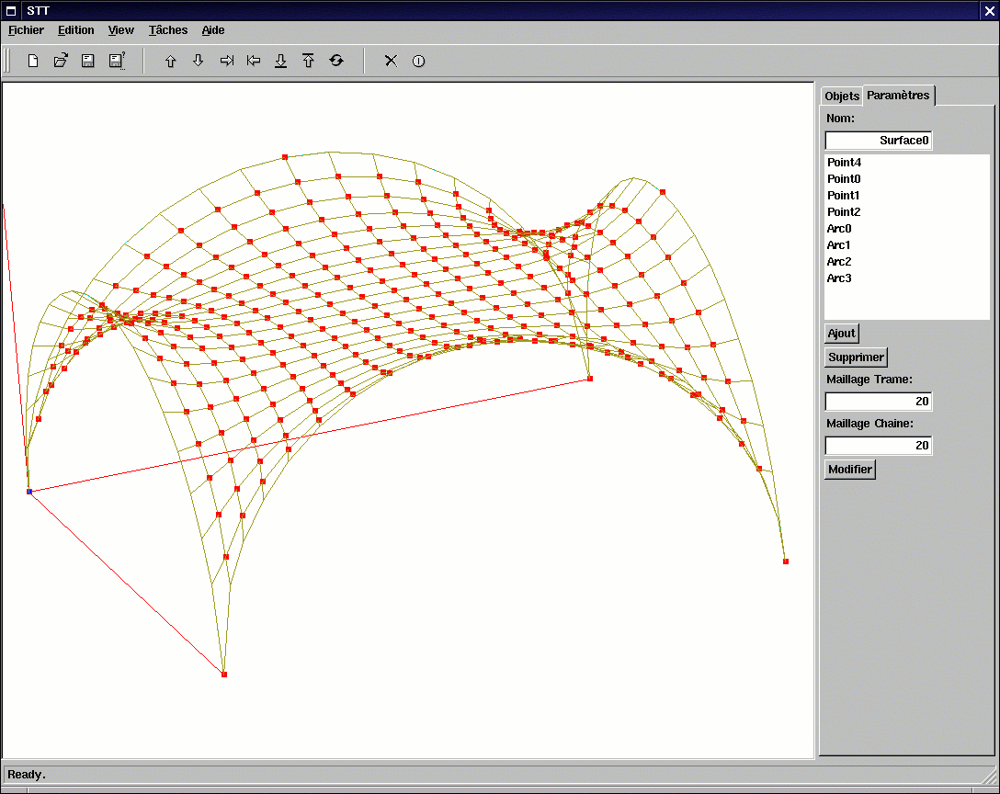 STT
Fichier Edition View Tâches Aide
Objets Paramètres
Nom:
Surface0
Point4
Point0
Point1
Point2
Arc0
Arc1
Arc2
Arc3
Ajout
Supprimer
Maillage Trame:
20
Maillage Chaine:
20
Modifier
Ready.